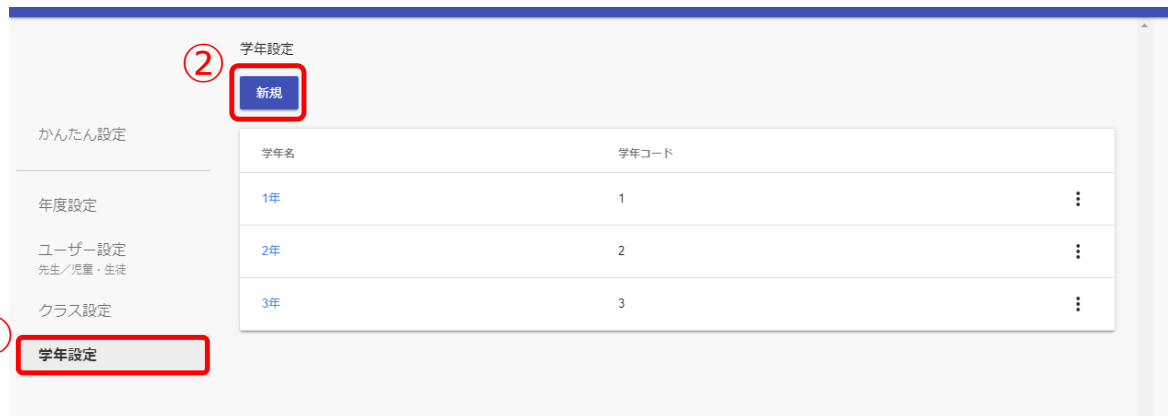 学年設定
②
新規
かんたん設定
年度設定
ユーザー設定
先生／児童・生徒
クラス設定
学年設定
学年名 学年コード
1年 1
2年 2
3年 3